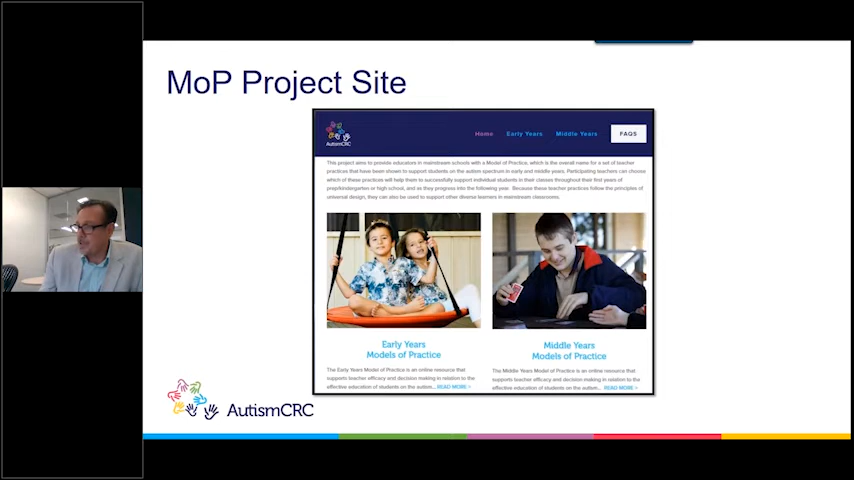 MoP Project Site
AutismCRC
Home
Early Years
Middle Years
FAQS
This project aims to provide educators in mainstream schools with a Model of Practice, which is the overall name for a set of teacher
practices that have been shown to support students on the autism spectrum in early and middle years. Participating teachers can choose
which of these practices will help them to successfully support individual students in their classes throughout their first years of
prep/kindergarten or high school, and as they progress into the following year. Because these teacher practices follow the principles of
universal design, they can also be used to support other diverse learners in mainstream classrooms.
Early Years
Models of Practice
The Early Years Model of Practice is an online resource that
supports teacher efficacy and decision making in relation to the
effective education of students on the autism... READ MORE >
Middle Years
Models of Practice
The Middle Years Model of Practice is an online resource that
supports teacher efficacy and decision-making in relation to the
effective education of students on the autism... READ MORE >
AutismCRC